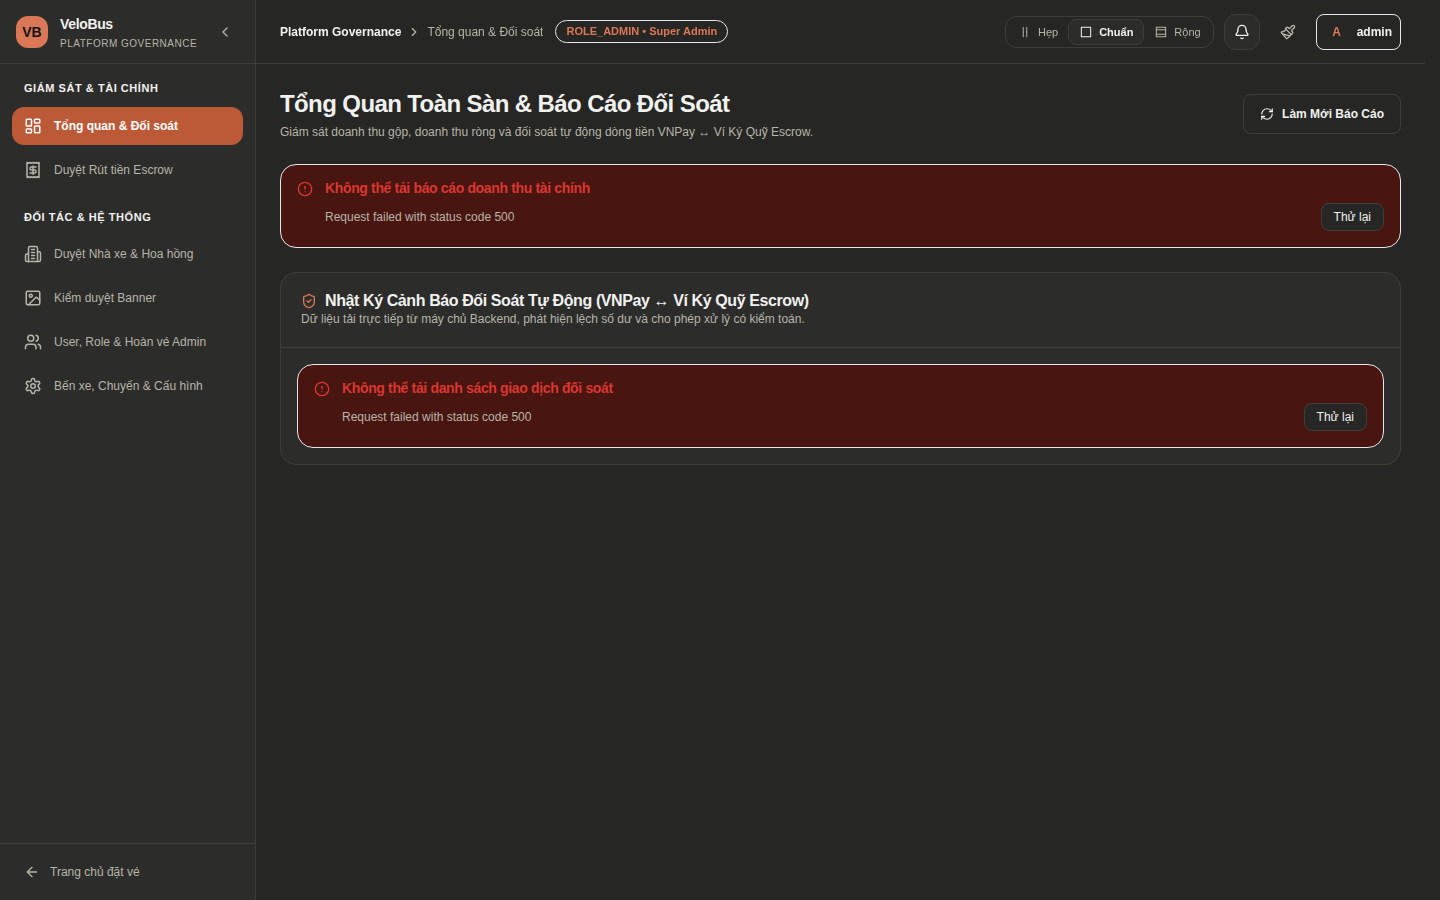 VB
VeloBus
PLATFORM GOVERNANCE
GIÁM SÁT & TÀI CHÍNH
Tổng quan & Đối soát
Duyệt Rút tiền Escrow
ĐỐI TÁC & HỆ THỐNG
Duyệt Nhà xe & Hoa hồng
Kiểm duyệt Banner
User, Role & Hoàn vé Admin
Bến xe, Chuyến & Cấu hình
Trang chủ đặt vé
Platform Governance > Tổng quan & Đối soát ROLE_ADMIN • Super Admin
Hẹp Chuẩn Rộng A admin
Tổng Quan Toàn Sàn & Báo Cáo Đối Soát
Giám sát doanh thu gộp, doanh thu ròng và đối soát tự động dòng tiền VNPay ↔ Ví Ký Quỹ Escrow.
Làm Mới Báo Cáo
Không thể tải báo cáo doanh thu tài chính
Request failed with status code 500
Thử lại
Nhật Ký Cảnh Báo Đối Soát Tự Động (VNPay ↔ Ví Ký Quỹ Escrow)
Dữ liệu tải trực tiếp từ máy chủ Backend, phát hiện lệch số dư và cho phép xử lý có kiểm toán.
Không thể tải danh sách giao dịch đối soát
Request failed with status code 500
Thử lại